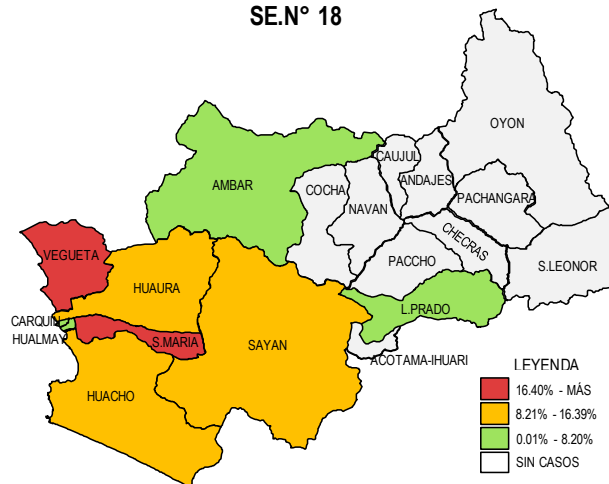 SE.N° 18
OYON
CAUJUL
AMBAR
COCHA
ANDAJES
PACHANGARA
NAVAN
CHECRAS
VEGUETA
PACCHO
S.LEONOR
HUAURA
L.PRADO
CARQUIN
HUALMAY
S.MARIA
SAYAN
ACOTAMA-IHUARI
HUACHO
LEYENDA
16.40% - MÁS
8.21% - 16.39%
0.01% - 8.20%
SIN CASOS